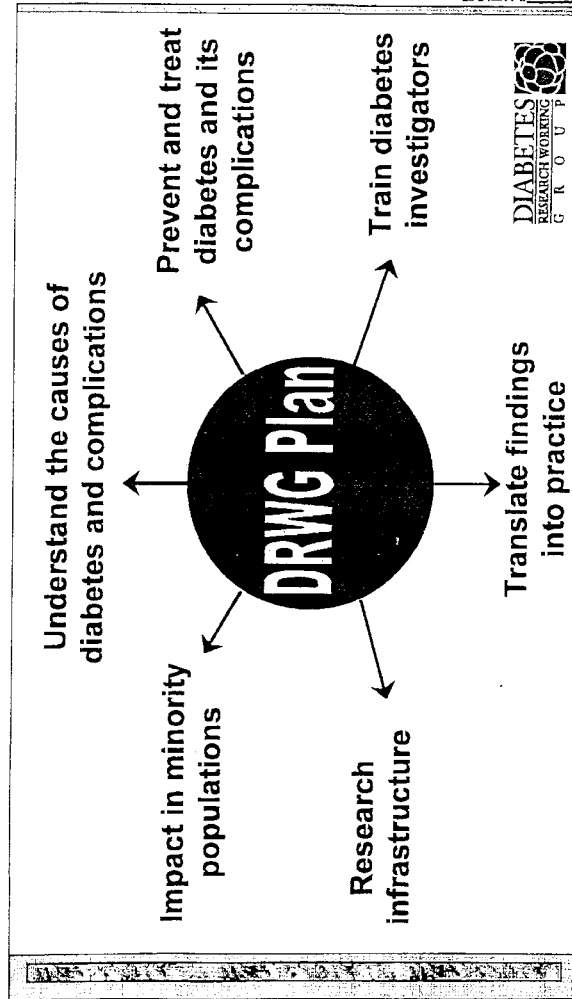 Understand the causes of
diabetes and complications
Prevent and treat
diabetes and its
complications
Train diabetes
investigators
Translate findings
into practice
Research
infrastructure
Impact in minority
populations
DRWG Plan
DIABETES
RESEARCH WORKING
G R O U P